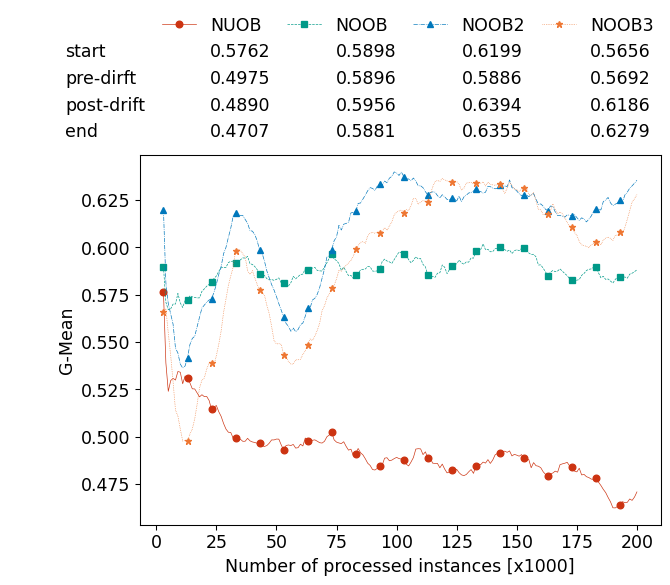 NUOB NOOB NOOB2 NOOB3
start 0.5762 0.5898 0.6199 0.5656
pre-dirft 0.4975 0.5896 0.5886 0.5692
post-drift 0.4890 0.5956 0.6394 0.6186
end 0.4707 0.5881 0.6355 0.6279
0.625
0.600
0.575
0.550
0.525
0.500
0.475
G-Mean
0 25 50 75 100 125 150 175 200
Number of processed instances [x1000]